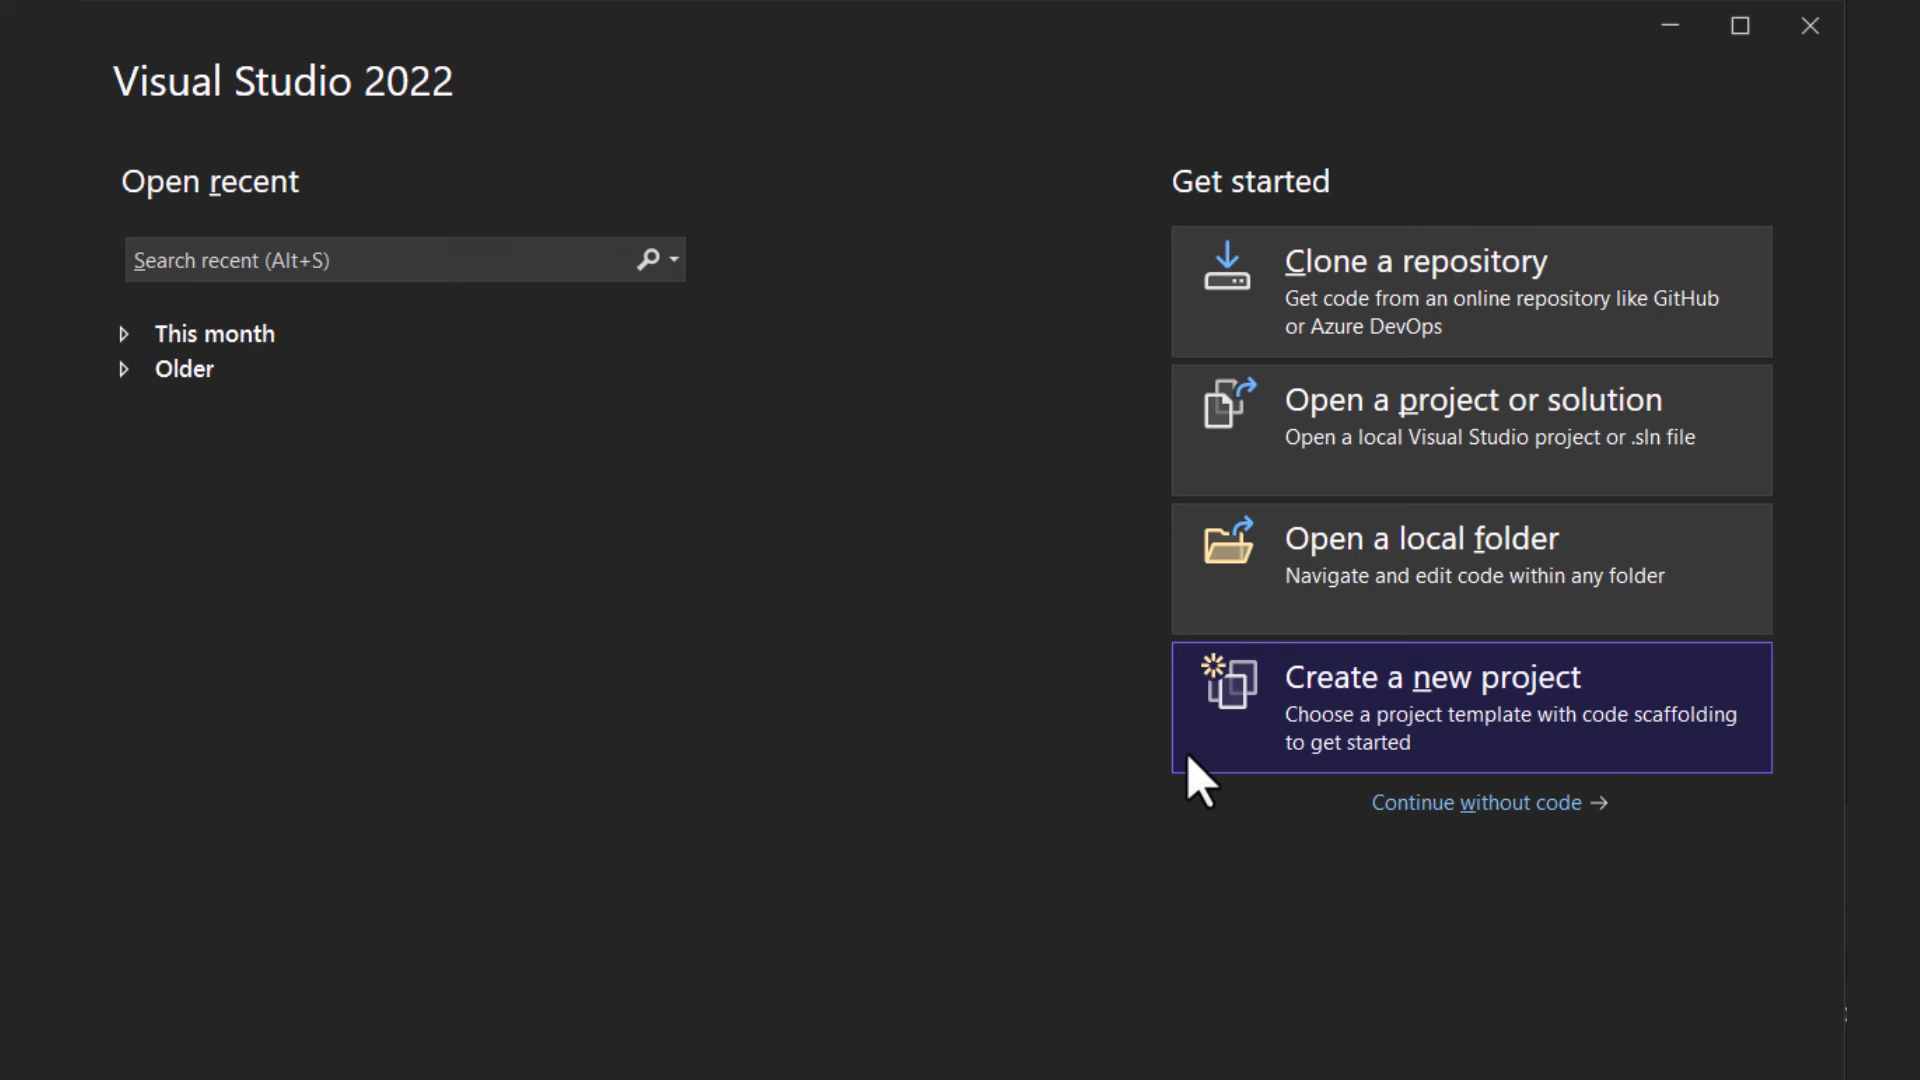 Visual Studio 2022
Open recent
Search recent (Alt+S)
This month
Older
Get started
Clone a repository
Get code from an online repository like GitHub
or Azure DevOps
Open a project or solution
Open a local Visual Studio project or .sln file
Open a local folder
Navigate and edit code within any folder
Create a new project
Choose a project template with code scaffolding
to get started
Continue without code →